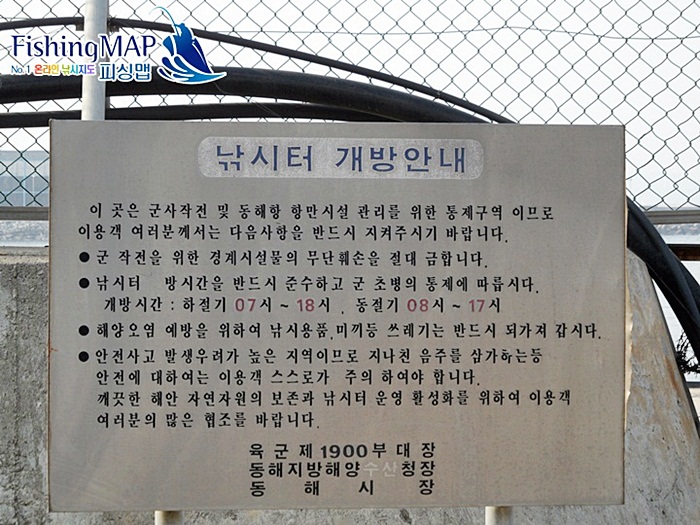 FishingMAP
No.1 온라인 낚시지도 피싱맵
낚시터 개방안내
이 곳은 군사작전 및 동해항 항만시설 관리를 위한 통제구역 이므로
이용객 여러분께서는 다음사항을 반드시 지켜주시기 바랍니다.
● 군 작전을 위한 경계시설물의 무단훼손을 절대 금합니다.
● 낚시터 방시간을 반드시 준수하고 군 초병의 통제에 따릅시다.
개방시간 : 하절기 07시~18시. 동절기 08시~17시
● 해양오염 예방을 위하여 낚시용품.미끼등 쓰레기는 반드시 되가져 갑시다.
● 안전사고 발생우려가 높은 지역이므로 지나친 음주를 삼가하는등
안전에 대하여는 이용객 스스로가 주의 하여야 합니다.
깨끗한 해안 자연자원의 보존과 낚시터 운영 활성화를 위하여 이용객
여러분의 많은 협조를 바랍니다.
육군제1900부대장
동해지방해양수산청장
동해시장